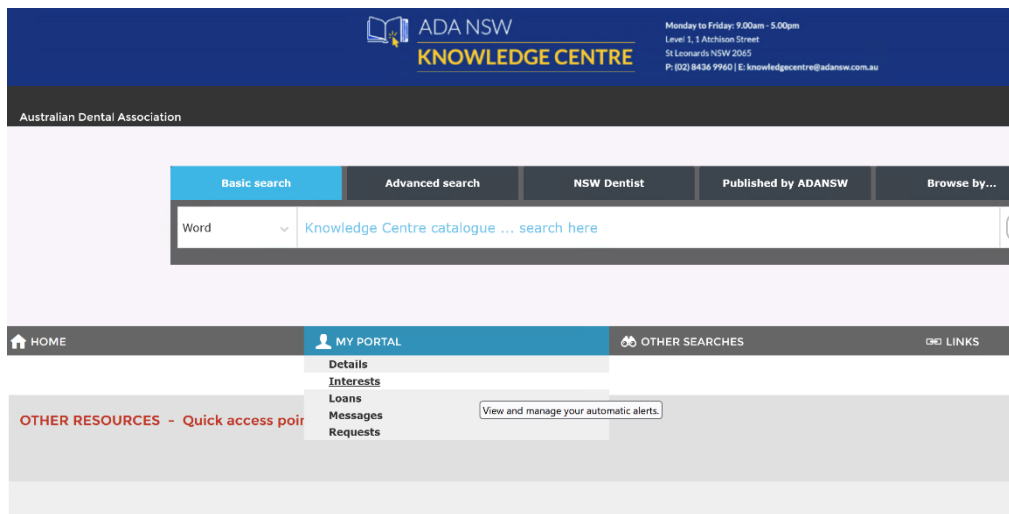 ADA NSW
KNOWLEDGE CENTRE
Monday to Friday: 9.00am - 5.00pm
Level 1, 1 Atchison Street
St Leonards NSW 2065
P: (02) 8436 9960 | E: knowledgecentre@adansw.com.au
Australian Dental Association
Basic search Advanced search NSW Dentist Published by ADANSW Browse by...
Word Knowledge Centre catalogue ... search here
HOME MY PORTAL OTHER SEARCHES LINKS
Details
Interests
Loans
View and manage your automatic alerts.
Messages
OTHER RESOURCES - Quick access poin
Requests